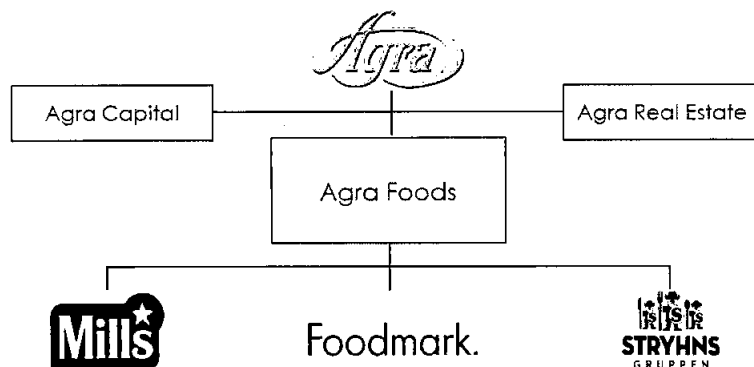 Agra
Agra Capital
Agra Real Estate
Agra Foods
Mills
Foodmark.
STRYHNS
GRUPPEN